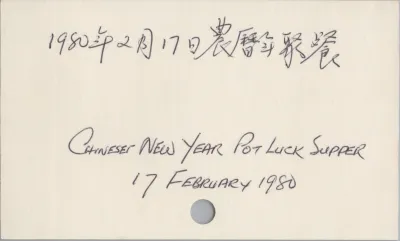 1980年2月17日農曆年聚餐
CHINESE NEW YEAR POT LUCK SUPPER
17 FEBRUARY 1980